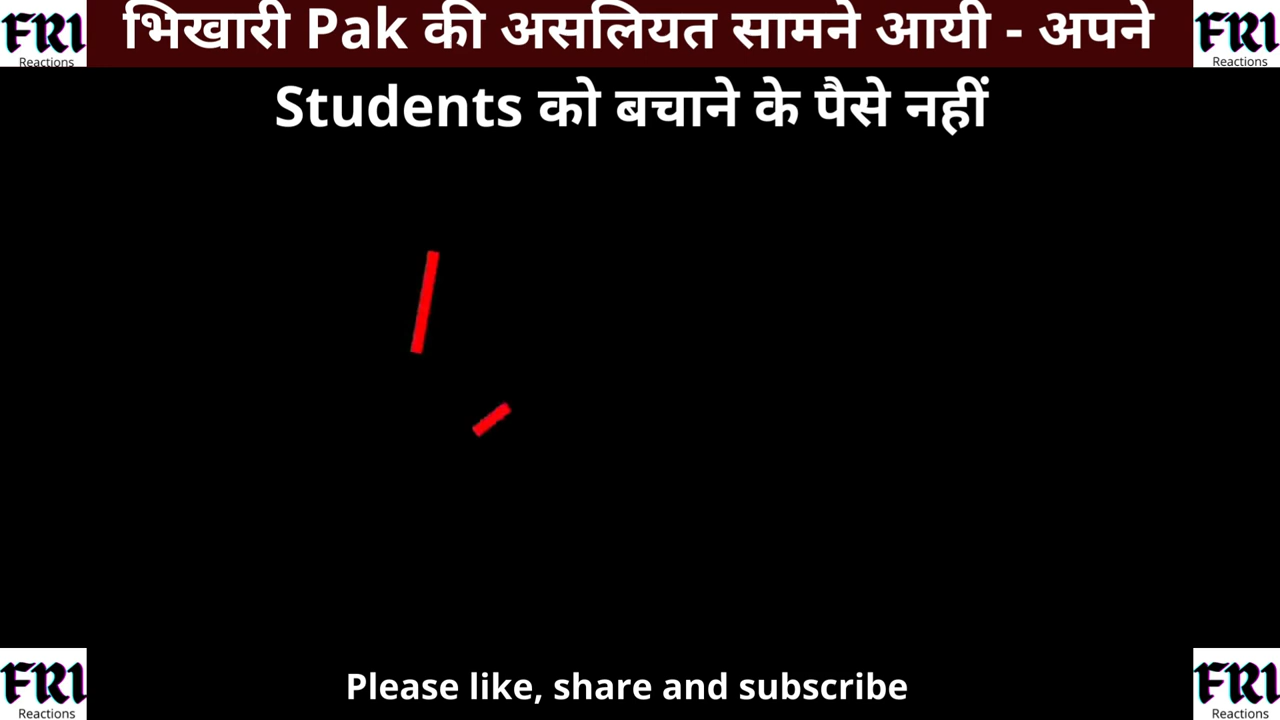 FRI
Reactions
भिखारी Pak की असलियत सामने आयी - अपने
Students को बचाने के पैसे नहीं
FRI
Reactions
FRI
Reactions
Please like, share and subscribe
FRI
Reactions